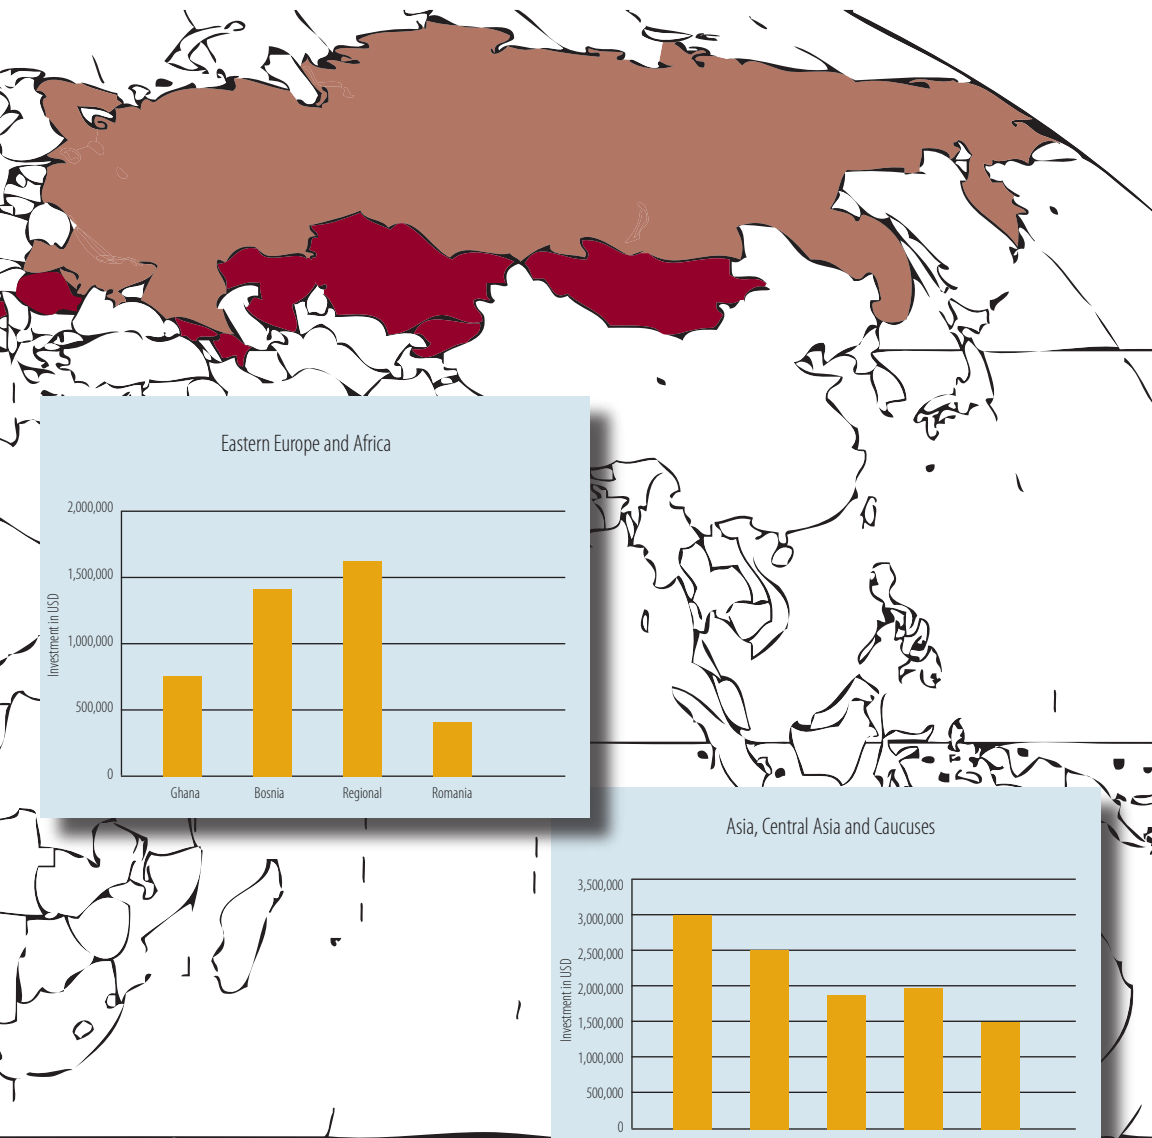 Eastern Europe and Africa
2,000,000
1,500,000
1,000,000
500,000
0
Investment in USD
Ghana Bosnia Regional Romania
Asia, Central Asia and Caucuses
3,500,000
3,000,000
2,500,000
2,000,000
1,500,000
1,000,000
500,000
0
Investment in USD